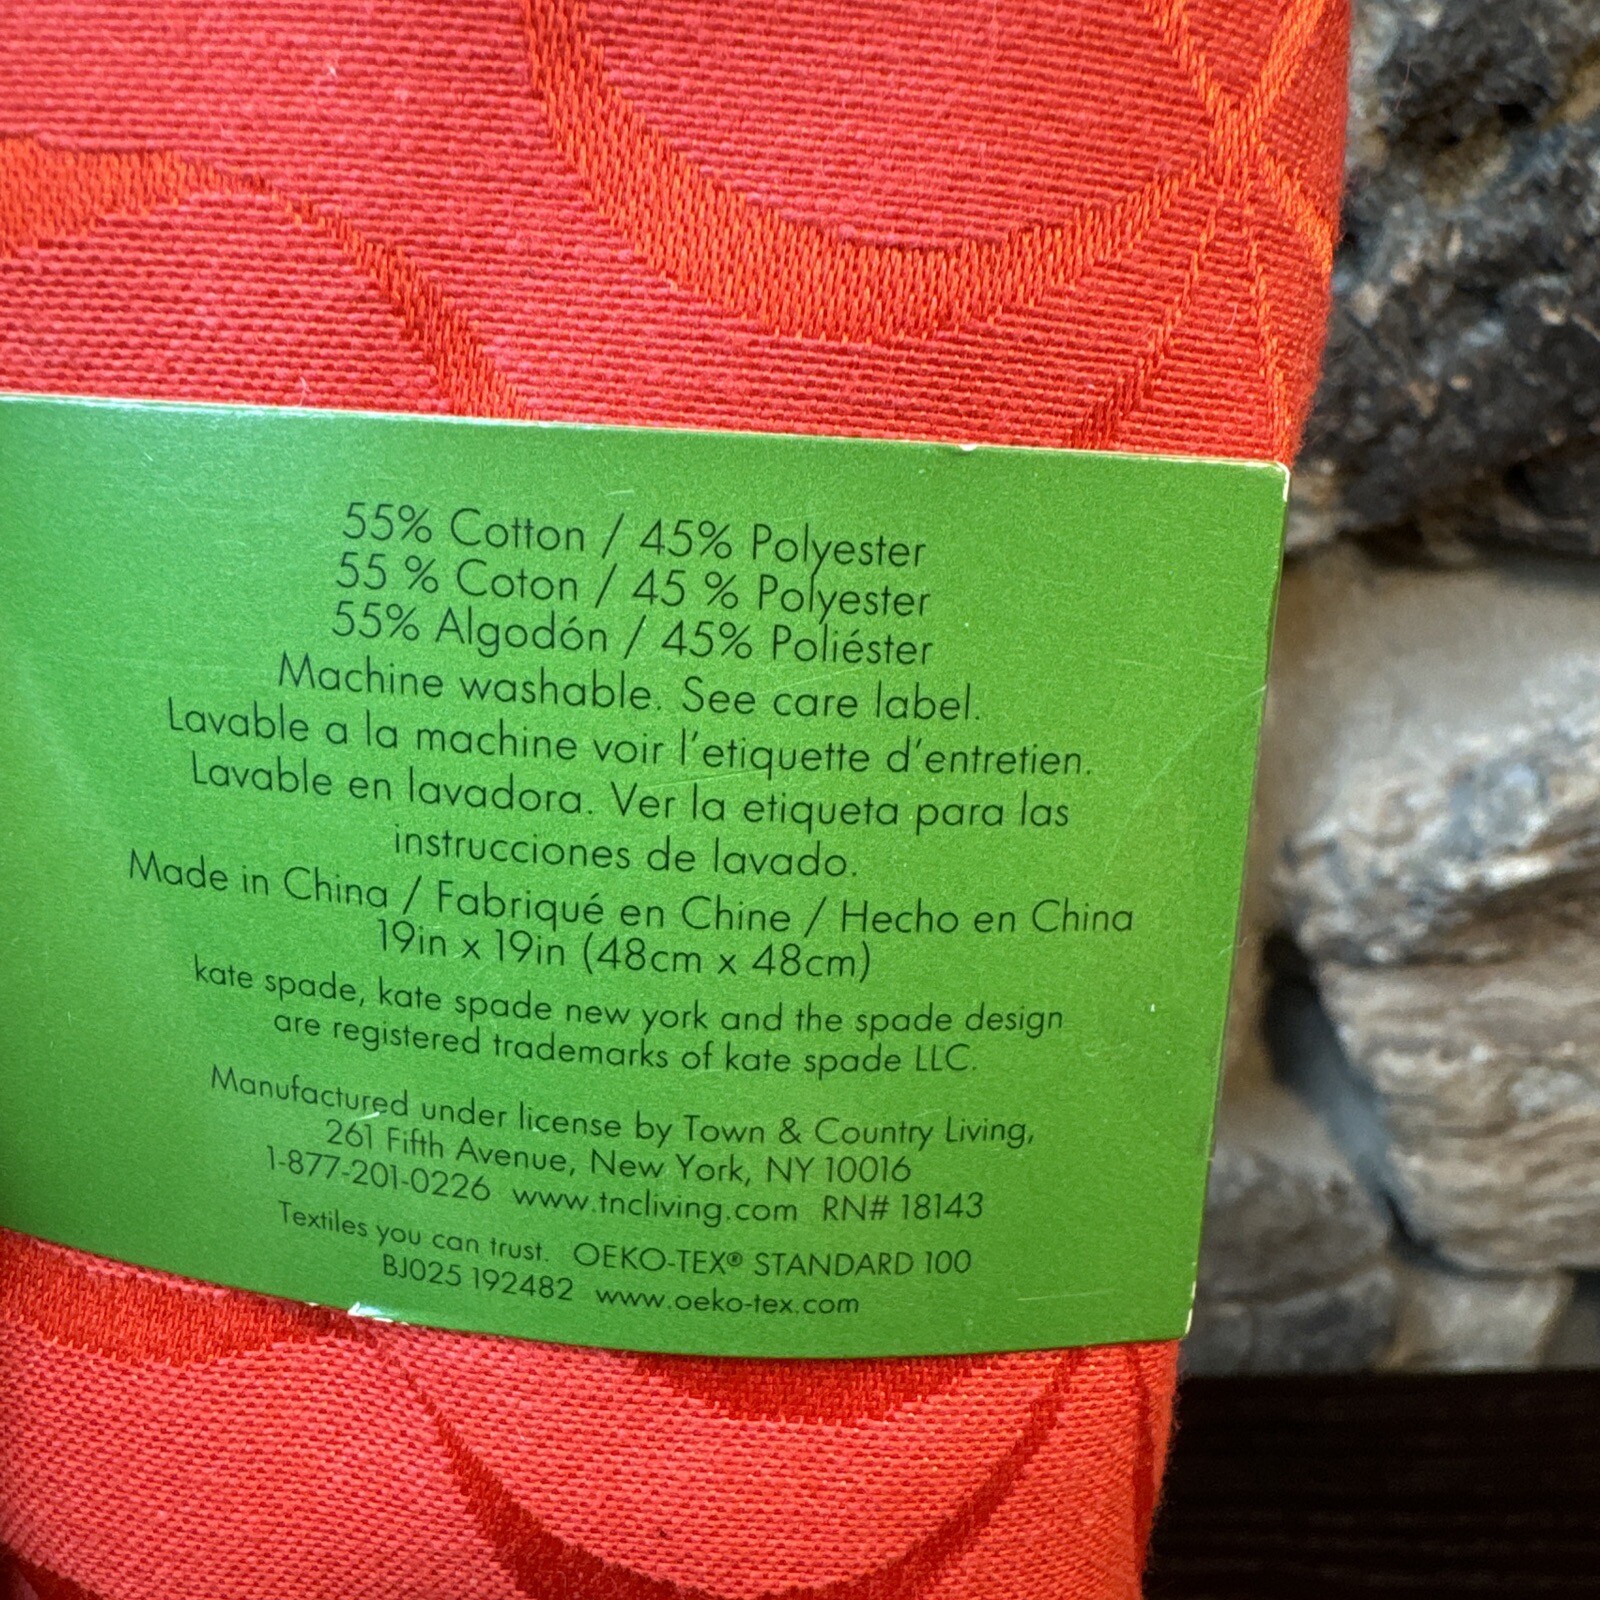 55% Cotton / 45% Polyester
55 % Coton / 45 % Polyester
55% Algodón / 45% Poliéster
Machine washable. See care label.
Lavable a la machine voir l'etiquette d'entretien.
Lavable en lavadora. Ver la etiqueta para las
instrucciones de lavado.
Made in China / Fabriqué en Chine / Hecho en China
19in x 19in (48cm x 48cm)
kate spade, kate spade new york and the spade design
are registered trademarks of kate spade LLC.
Manufactured under license by Town & Country Living,
261 Fifth Avenue, New York, NY 10016
1-877-201-0226 www.tncliving.com RN# 18143
Textiles you can trust. OEKO-TEX® STANDARD 100
BJ025 192482 www.oeko-tex.com